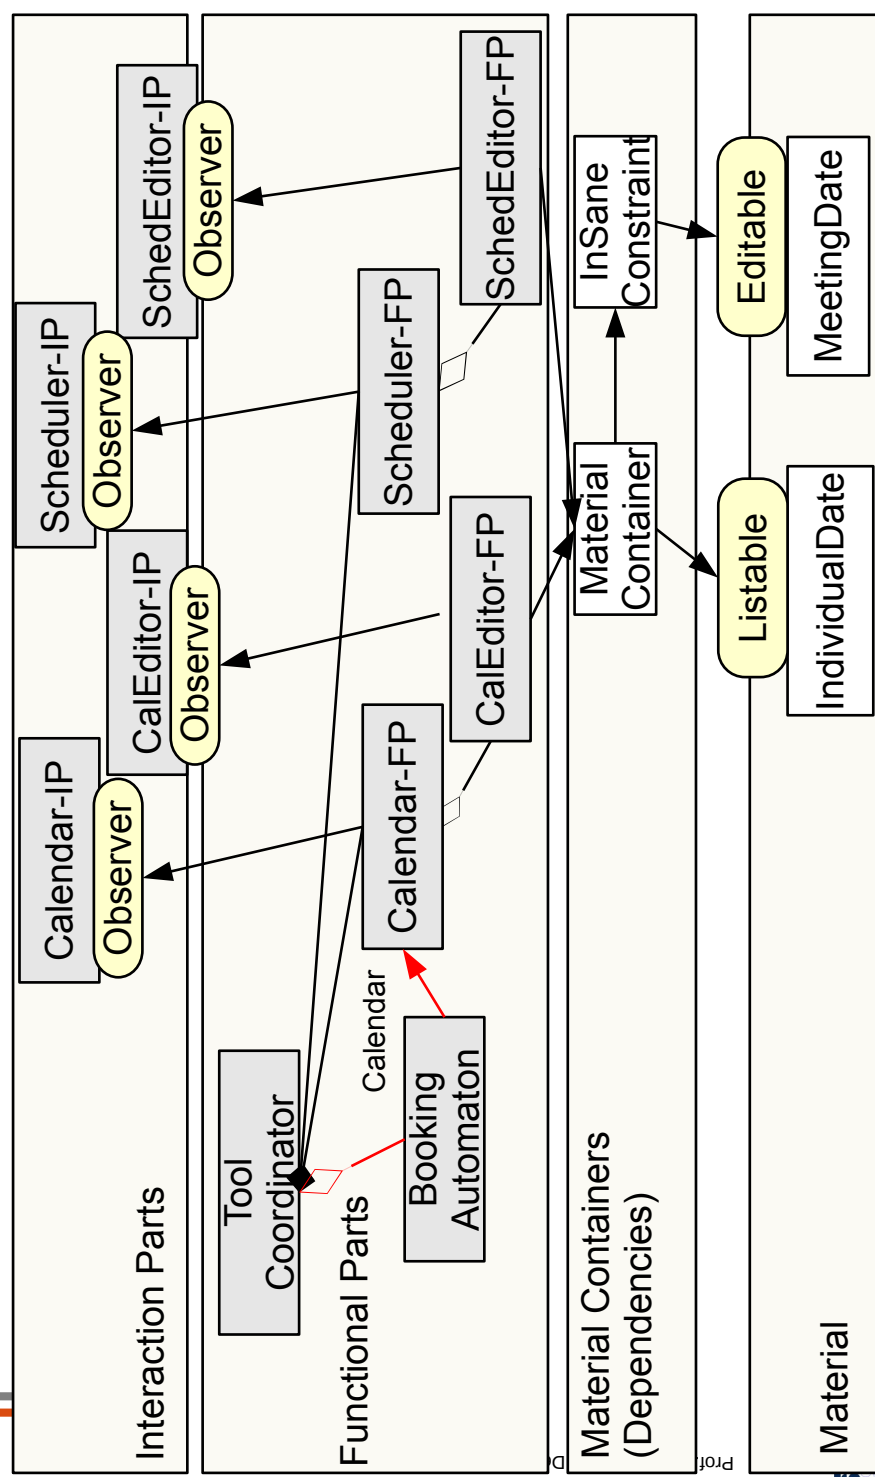 Calendar-IP
Observer
CalEditor-IP
Observer
Scheduler-IP
Observer
SchedEditor-IP
Observer
Interaction Parts
Tool
Coordinator
Functional Parts
Calendar
Booking
Automaton
Calendar-FP
CalEditor-FP
Scheduler-FP
SchedEditor-FP
Material Containers
(Dependencies)
Material
Container
InSane
Constraint
Prof.
Listable
IndividualDate
Editable
MeetingDate
Material